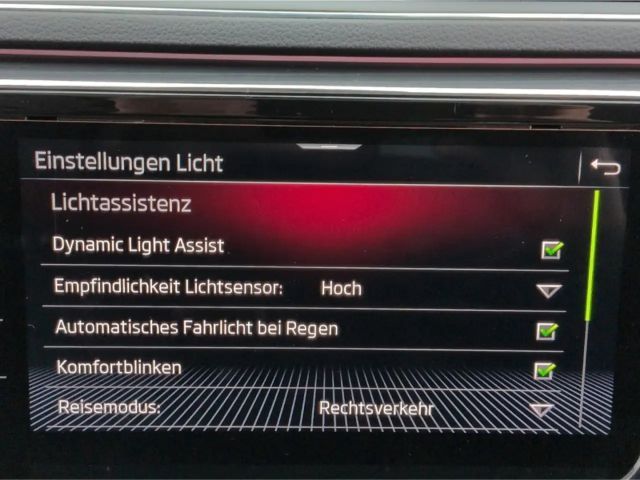 Einstellungen Licht
Lichtassistenz
Dynamic Light Assist
Empfindlichkeit Lichtsensor: Hoch
Automatisches Fahrlicht bei Regen
Komfortblinken
Reisemodus: Rechtsverkehr